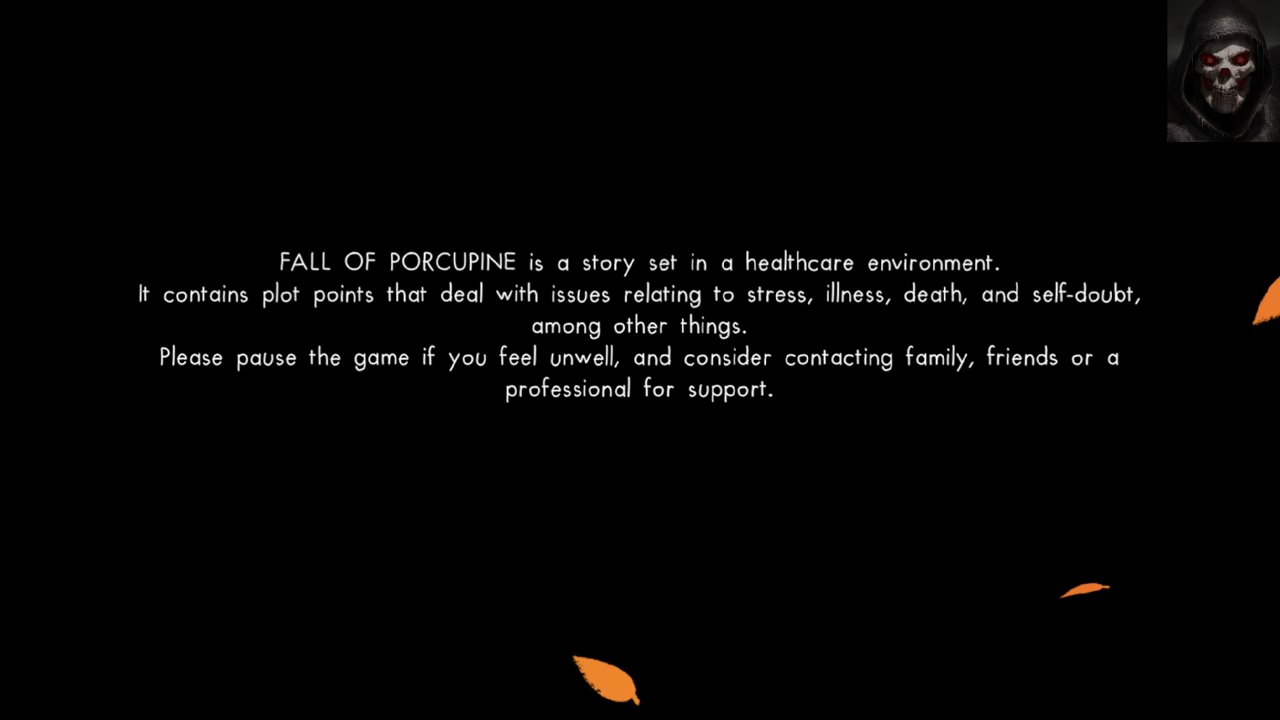 FALL OF PORCUPINE is a story set in a healthcare environment.
It contains plot points that deal with issues relating to stress, illness, death, and self-doubt,
among other things.
Please pause the game if you feel unwell, and consider contacting family, friends or a
professional for support.